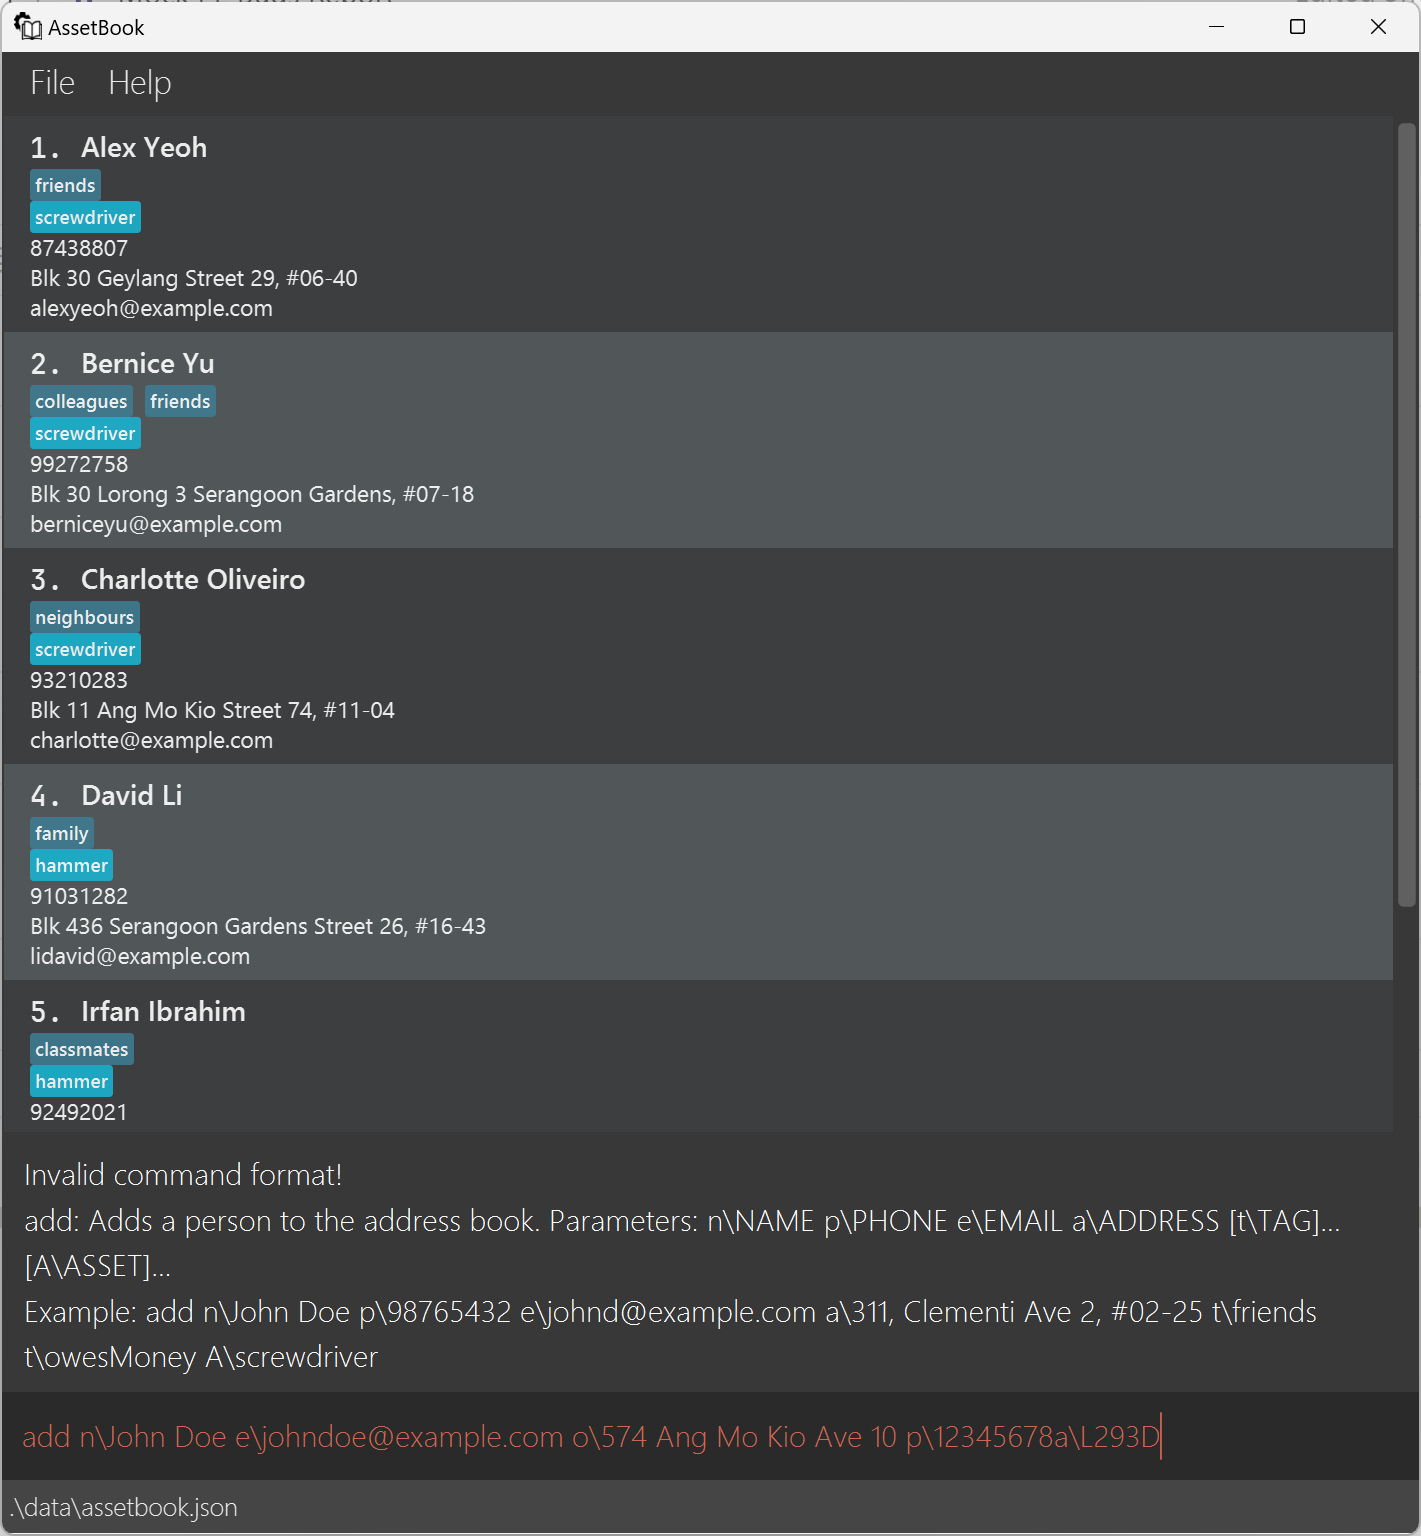 AssetBook
File Help
1. Alex Yeoh
friends
screwdriver
87438807
Blk 30 Geylang Street 29, #06-40
alexyeoh@example.com
2. Bernice Yu
colleagues friends
screwdriver
99272758
Blk 30 Lorong 3 Serangoon Gardens, #07-18
berniceyu@example.com
3. Charlotte Oliveiro
neighbours
screwdriver
93210283
Blk 11 Ang Mo Kio Street 74, #11-04
charlotte@example.com
4. David Li
family
hammer
91031282
Blk 436 Serangoon Gardens Street 26, #16-43
lidavid@example.com
5. Irfan Ibrahim
classmates
hammer
92492021
Invalid command format!
add: Adds a person to the address book. Parameters: n\NAME p\PHONE e\EMAIL a\ADDRESS [t\TAG]...
[A\ASSET]...
Example: add n\John Doe p\98765432 e\johnd@example.com a\311, Clementi Ave 2, #02-25 t\friends
t\owesMoney A\screwdriver
add n\John Doe e\johndoe@example.com o\574 Ang Mo Kio Ave 10 p\12345678a\L293D
.\data\assetbook.json